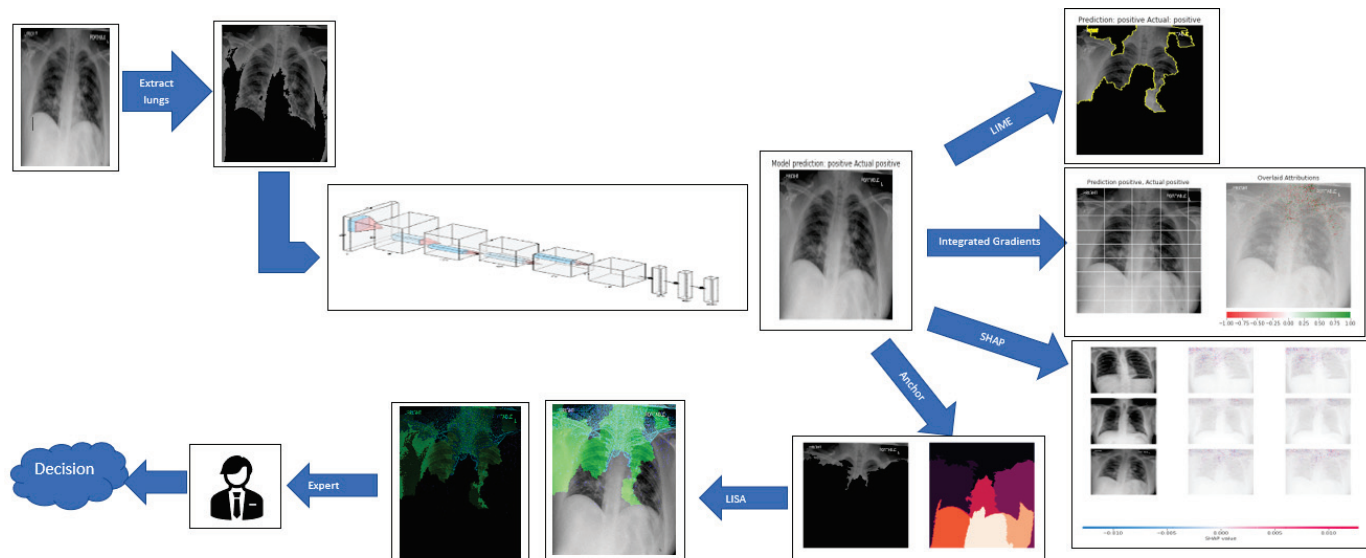 Extract
lungs
Model prediction: positive Actual positive
LIME
Prediction: positive Actual: positive
Integrated Gradients
Prediction positive, Actual positive
Overlaid Attributions
−1.00 −0.75 −0.50 −0.25 0.00 0.25 0.50 0.75 1.00
SHAP
−0.010 −0.005 0.000 0.005 0.010
SHAP value
Anchor
LISA
Expert
Decision